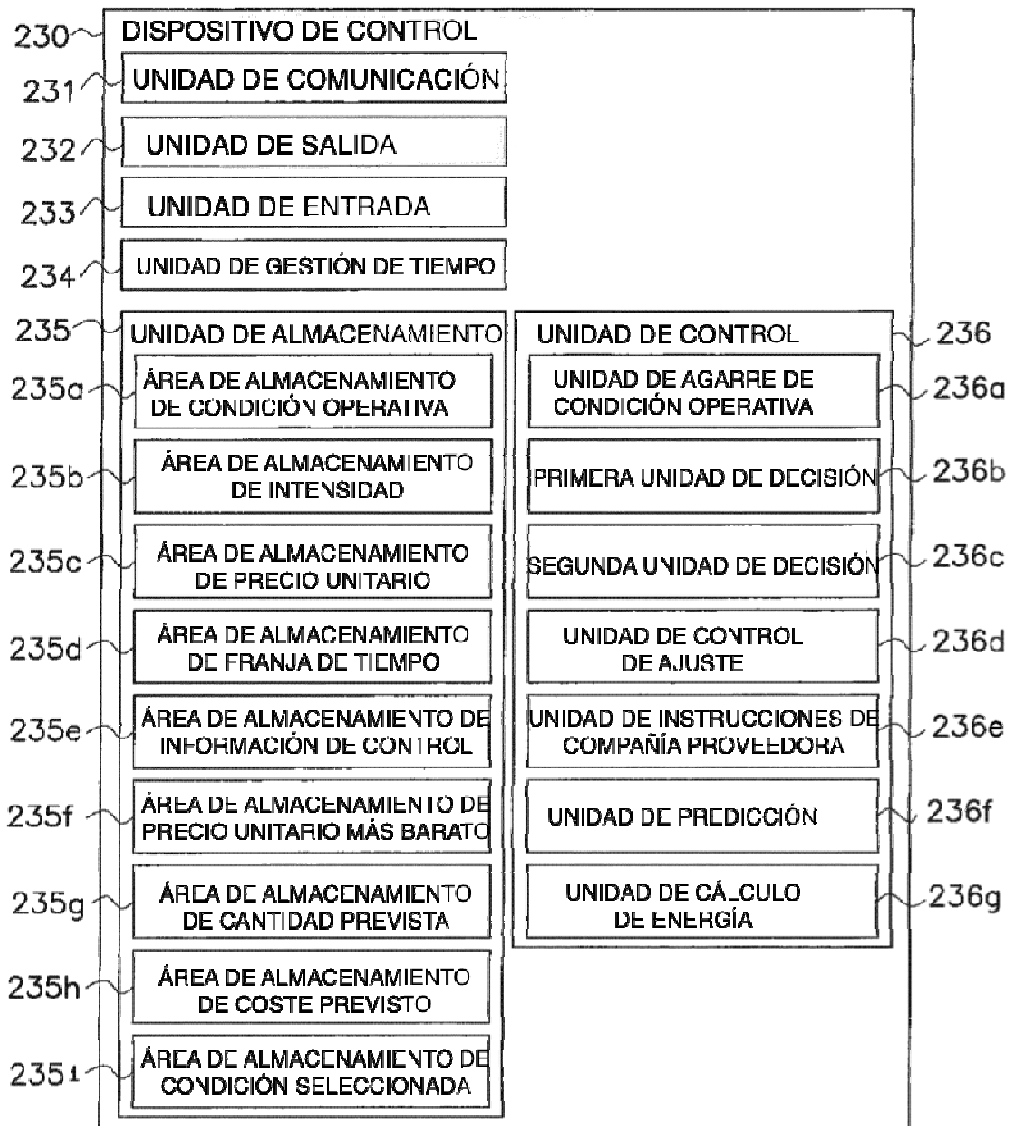 230 DISPOSITIVO DE CONTROL
231 UNIDAD DE COMUNICACIÓN
232 UNIDAD DE SALIDA
233 UNIDAD DE ENTRADA
234 UNIDAD DE GESTIÓN DE TIEMPO
235 UNIDAD DE ALMACENAMIENTO
235a ÁREA DE ALMACENAMIENTO
DE CONDICIÓN OPERATIVA
235b ÁREA DE ALMACENAMIENTO
DE INTENSIDAD
235c ÁREA DE ALMACENAMIENTO
DE PRECIO UNITARIO
235d ÁREA DE ALMACENAMIENTO
DE FRANJA DE TIEMPO
235e ÁREA DE ALMACENAMIENTO DE
INFORMACIÓN DE CONTROL
235f ÁREA DE ALMACENAMIENTO DE
PRECIO UNITARIO MÁS BARATO
235g ÁREA DE ALMACENAMIENTO
DE CANTIDAD PREVISTA
235h ÁREA DE ALMACENAMIENTO
DE COSTE PREVISTO
235i ÁREA DE ALMACENAMIENTO DE
CONDICIÓN SELECCIONADA
UNIDAD DE CONTROL 236
UNIDAD DE AGARRE DE 236a
CONDICIÓN OPERATIVA
PRIMERA UNIDAD DE DECISIÓN 236b
SEGUNDA UNIDAD DE DECISIÓN 236c
UNIDAD DE CONTROL 236d
DE AJUSTE
UNIDAD DE INSTRUCCIONES DE 236e
COMPAÑÍA PROVEEDORA
UNIDAD DE PREDICCIÓN 236f
UNIDAD DE CÁLCULO 236g
DE ENERGÍA